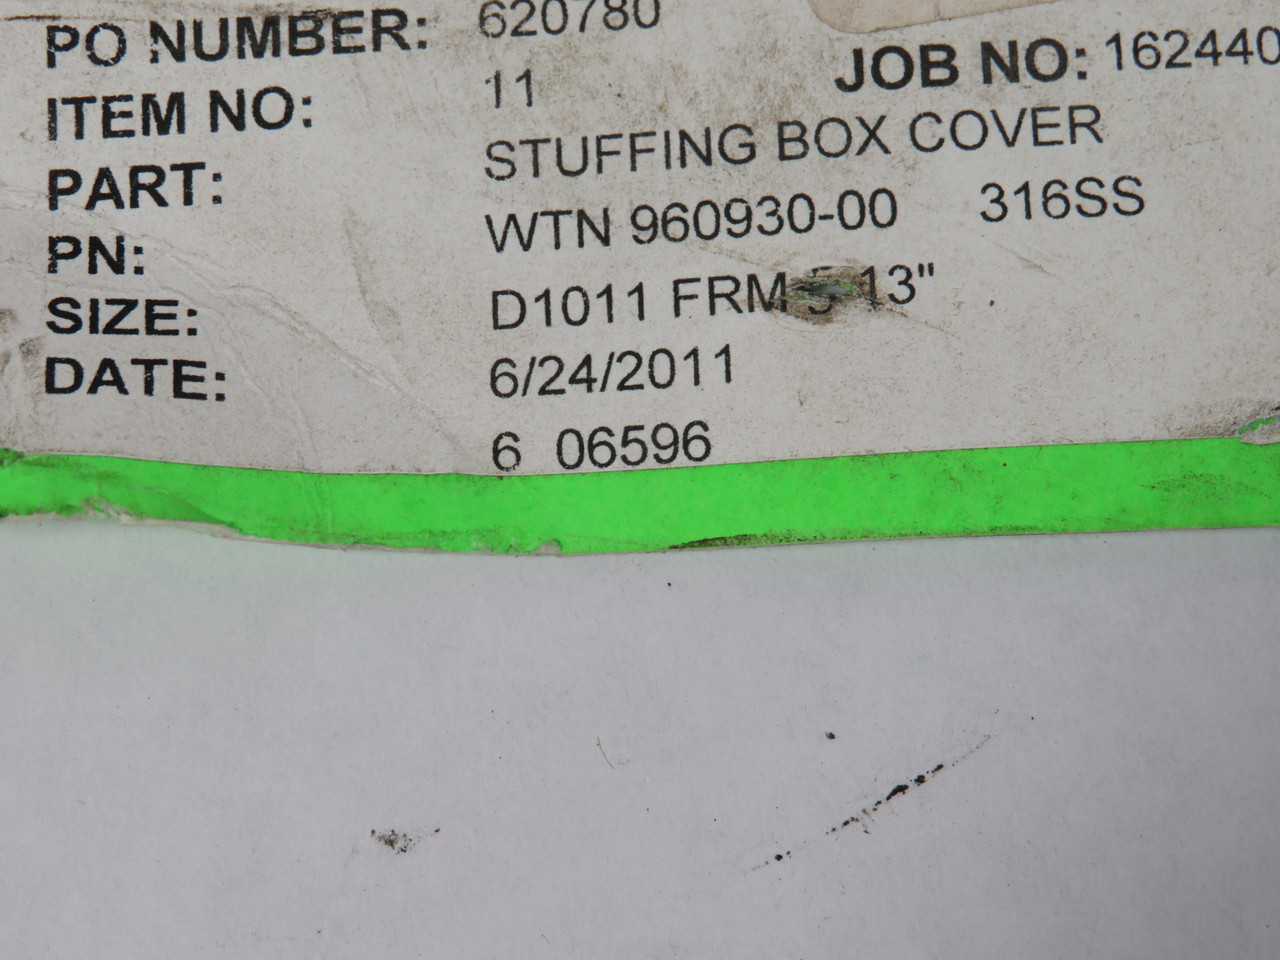 PO NUMBER: 620780
JOB NO: 162440
ITEM NO: 11
PART: STUFFING BOX COVER
PN: WTN 960930-00 316SS
SIZE: D1011 FRM 13"
DATE: 6/24/2011
6 06596